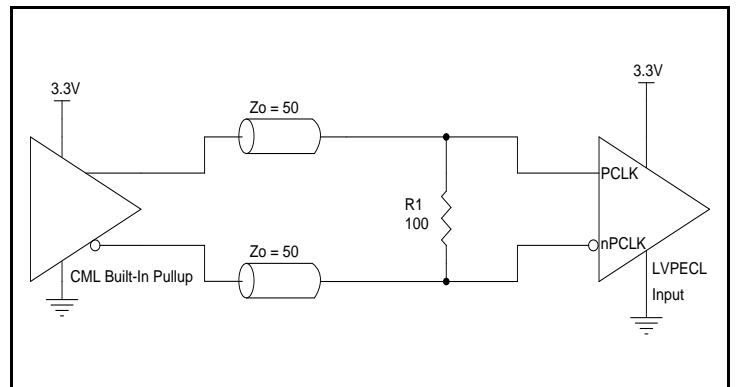 3.3V
3.3V
Zo = 50
PCLK
R1
100
Zo = 50
nPCLK
CML Built-In Pullup
LVPECL
Input